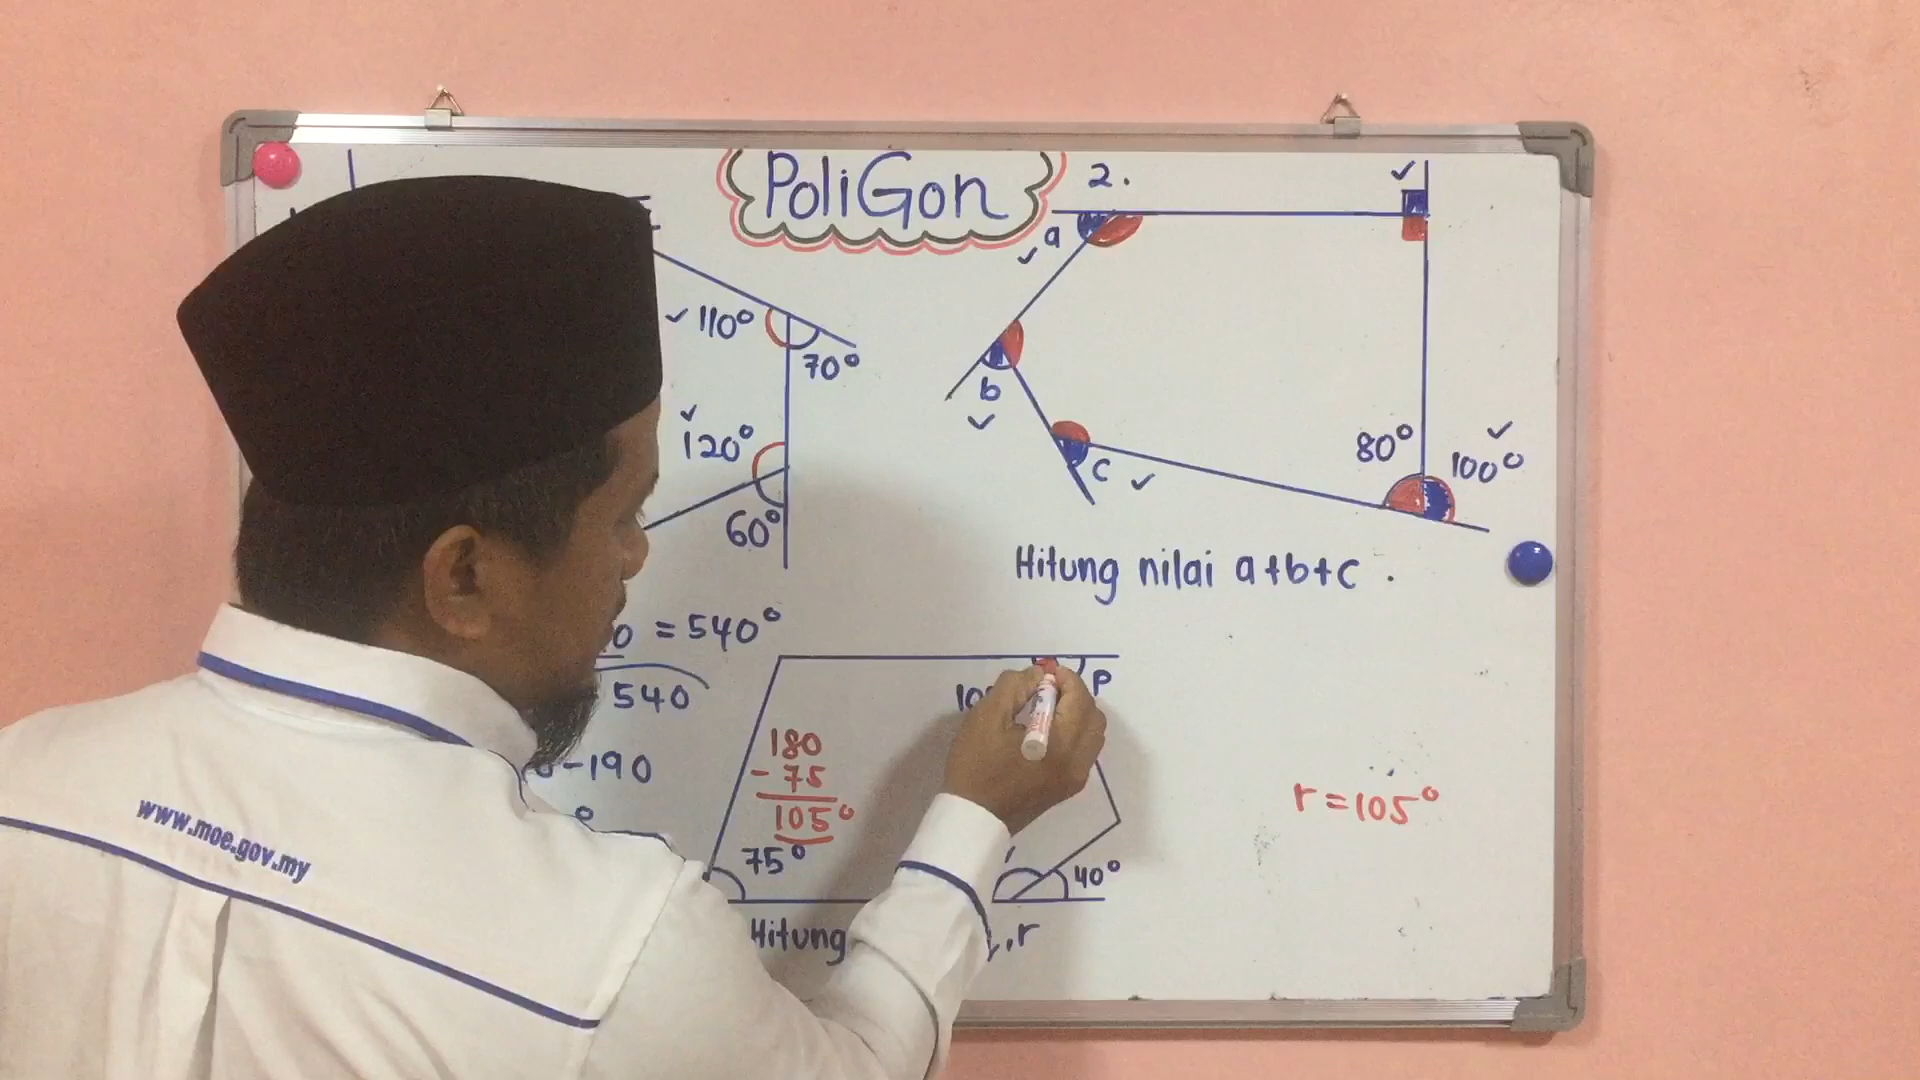 PoliGon
110°
70°
120°
60°
= 540°
540
-190
2.
a
b
c
80°
100°
Hitung nilai a+b+c .
p
180
- 75
105°
75°
40°
Hitung
, r
r = 105°
www.moe.gov.my